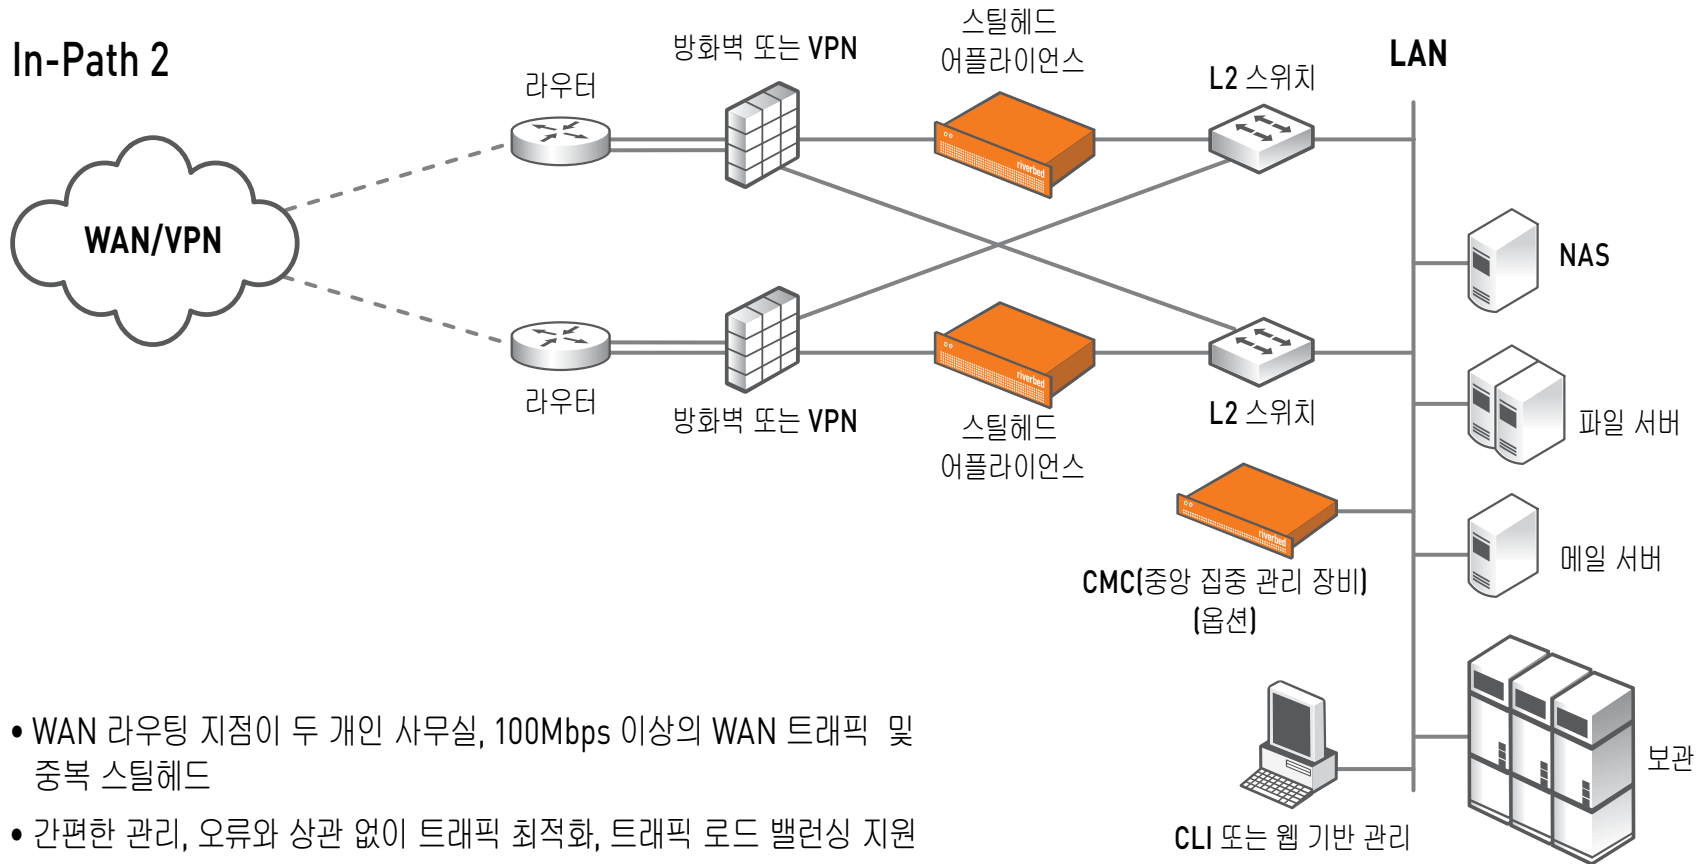 In-Path 2
라우터
방화벽 또는 VPN
스틸헤드
어플라이언스
L2 스위치
LAN
riverbed
WAN/VPN
NAS
라우터
방화벽 또는 VPN
riverbed
스틸헤드
어플라이언스
L2 스위치
파일 서버
riverbed
CMC(중앙 집중 관리 장비)
(옵션)
메일 서버
보관
CLI 또는 웹 기반 관리
• WAN 라우팅 지점이 두 개인 사무실, 100Mbps 이상의 WAN 트래픽 및
중복 스틸헤드
• 간편한 관리, 오류와 상관 없이 트래픽 최적화, 트래픽 로드 밸런싱 지원